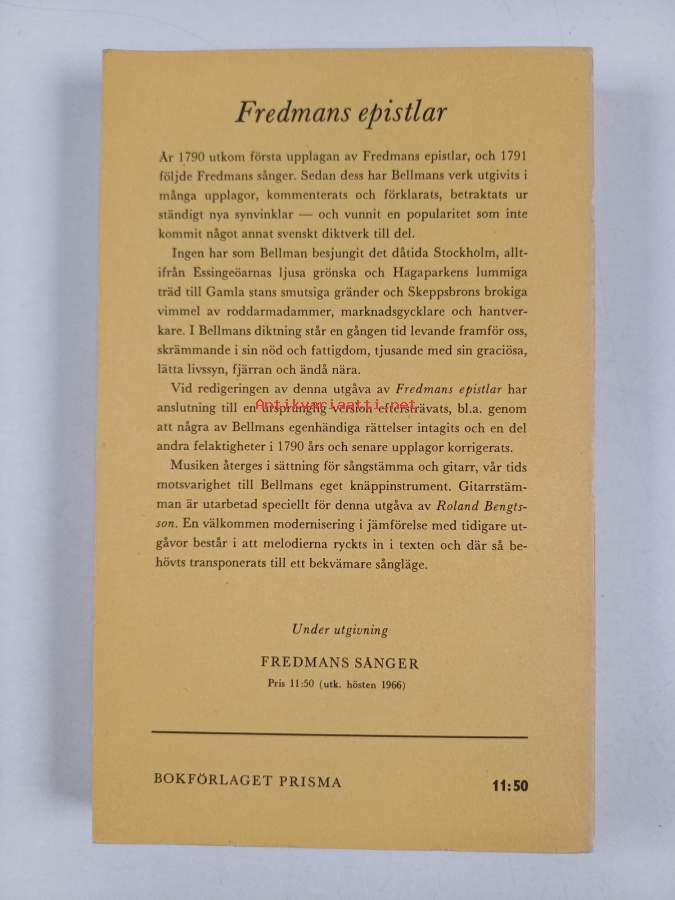 Fredmans epistlar
År 1790 utkom första upplagan av Fredmans epistlar, och 1791
följde Fredmans sånger. Sedan dess har Bellmans verk utgivits i
många upplagor, kommenterats och förklarats, betraktats ur
ständigt nya synvinklar — och vunnit en popularitet som inte
kommit något annat svenskt diktverk till del.
Ingen har som Bellman besjungit det dåtida Stockholm, allt-
ifrån Essingeöarnas ljusa grönska och Hagaparkens lummiga
träd till Gamla stans smutsiga gränder och Skeppsbrons brokiga
vimmel av roddarmadammer, marknadsgycklare och hantver-
kare. I Bellmans diktning står en gången tid levande framför oss,
skrämmande i sin nöd och fattigdom, tjusande med sin graciösa,
lätta livssyn, fjärran och ändå nära.
Vid redigeringen av denna utgåva av Fredmans epistlar har
anslutning till en ursprunglig version eftersträvats, bl.a. genom
Antikvariaatti.net
att några av Bellmans egenhändiga rättelser intagits och en del
andra felaktigheter i 1790 års och senare upplagor korrigerats.
Musiken återges i sättning för sångstämma och gitarr, vår tids
motsvarighet till Bellmans eget knäppinstrument. Gitarrstäm-
man är utarbetad speciellt för denna utgåva av Roland Bengts-
son. En välkommen modernisering i jämförelse med tidigare ut-
gåvor består i att melodierna ryckts in i texten och där så be-
hövts transponerats till ett bekvämare sångläge.
Under utgivning
FREDMANS SÅNGER
Pris 11:50 (utk. hösten 1966)
BOKFÖRLAGET PRISMA
11:50